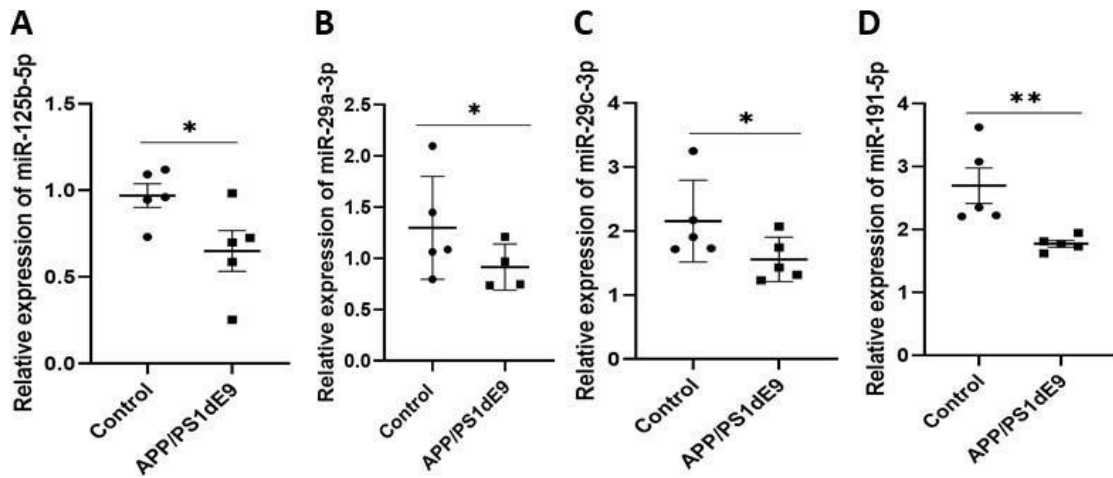 A
Relative expression of miR-125b-5p
1.5
1.0
0.5
0.0
*
Control
APP/PS1dE9
B
Relative expression of miR-29a-3p
2.5
2.0
1.5
1.0
0.5
0.0
*
Control
APP/PS1dE9
C
Relative expression of miR-29c-3p
4
3
2
1
0
*
Control
APP/PS1dE9
D
Relative expression of miR-191-5p
4
3
2
1
0
**
Control
APP/PS1dE9